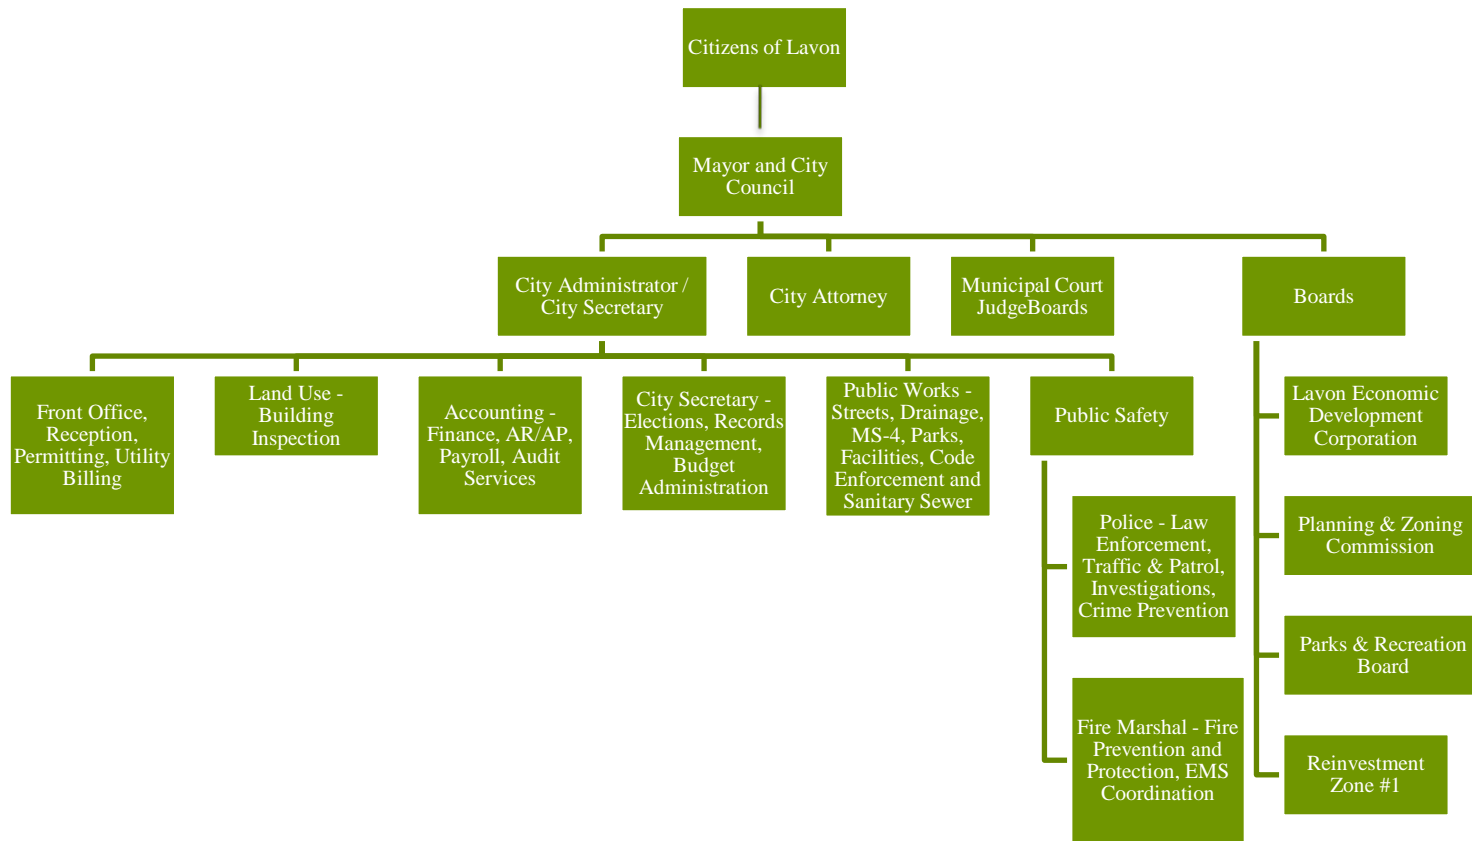 Citizens of Lavon
Mayor and City
Council
City Administrator /
City Secretary
City Attorney
Municipal Court
JudgeBoards
Boards
Front Office,
Reception,
Permitting, Utility
Billing
Land Use -
Building
Inspection
Accounting -
Finance, AR/AP,
Payroll, Audit
Services
City Secretary -
Elections, Records
Management,
Budget
Administration
Public Works -
Streets, Drainage,
MS-4, Parks,
Facilities, Code
Enforcement and
Sanitary Sewer
Public Safety
Police - Law
Enforcement,
Traffic & Patrol,
Investigations,
Crime Prevention
Fire Marshal - Fire
Prevention and
Protection, EMS
Coordination
Lavon Economic
Development
Corporation
Planning & Zoning
Commission
Parks & Recreation
Board
Reinvestment
Zone #1